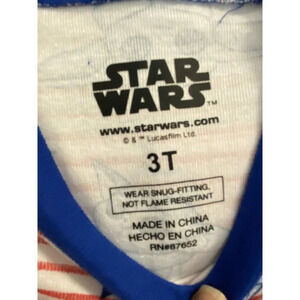 STAR
WARS™
www.starwars.com
© & ™ Lucasfilm Ltd.
3T
WEAR SNUG-FITTING,
NOT FLAME RESISTANT
MADE IN CHINA
HECHO EN CHINA
RN#87652